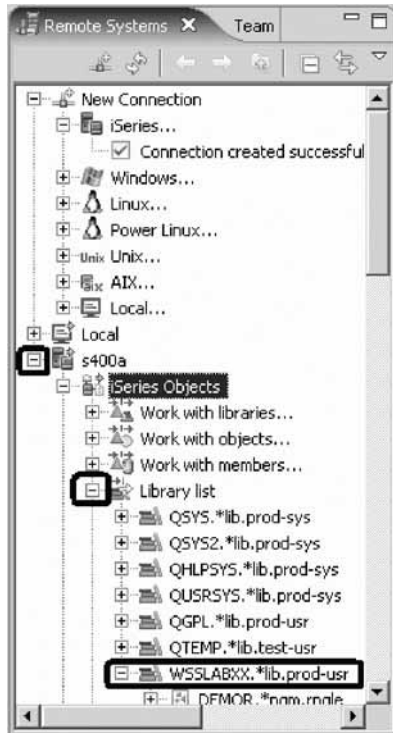 Remote Systems Team
New Connection
iSeries...
Connection created successful
Windows...
Linux...
Power Linux...
Unix Unix...
AIX...
Local...
Local
s400a
iSeries Objects
Work with libraries...
Work with objects...
Work with members...
Library list
QSYS.*lib.prod-sys
QSYS2.*lib.prod-sys
QHLPSYS.*lib.prod-sys
QUSRSYS.*lib.prod-sys
QGPL.*lib.prod-usr
QTEMP.*lib.test-usr
WSSLABXX.*lib.prod-usr
DEMOR.*pgm.rpgle